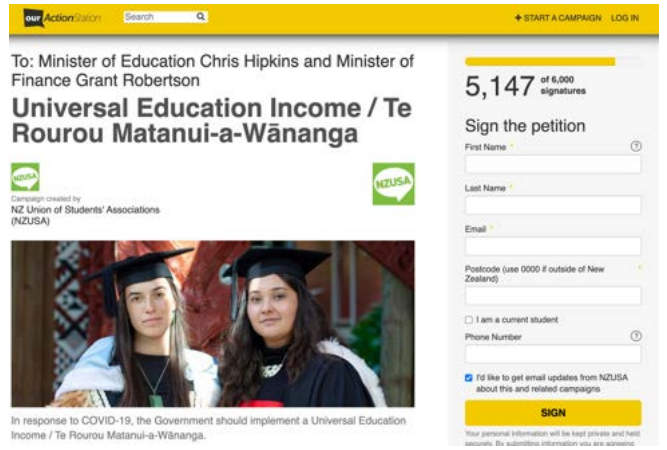 our ActionStation
Search
+ START A CAMPAIGN LOG IN
To: Minister of Education Chris Hipkins and Minister of
Finance Grant Robertson
Universal Education Income / Te
Rourou Matanui-a-Wānanga
NZUSA
NZUSA
Campaign created by
NZ Union of Students' Associations
(NZUSA)
In response to COVID-19, the Government should implement a Universal Education
Income / Te Rourou Matanui-a-Wānanga.
5,147 of 6,000
signatures
Sign the petition
First Name *
?
Last Name *
Email *
Postcode (use 0000 if outside of New *
Zealand)
I am a current student
Phone Number
?
I'd like to get email updates from NZUSA
about this and related campaigns
SIGN
Your personal information will be kept private and held
securely. By submitting information you are agreeing